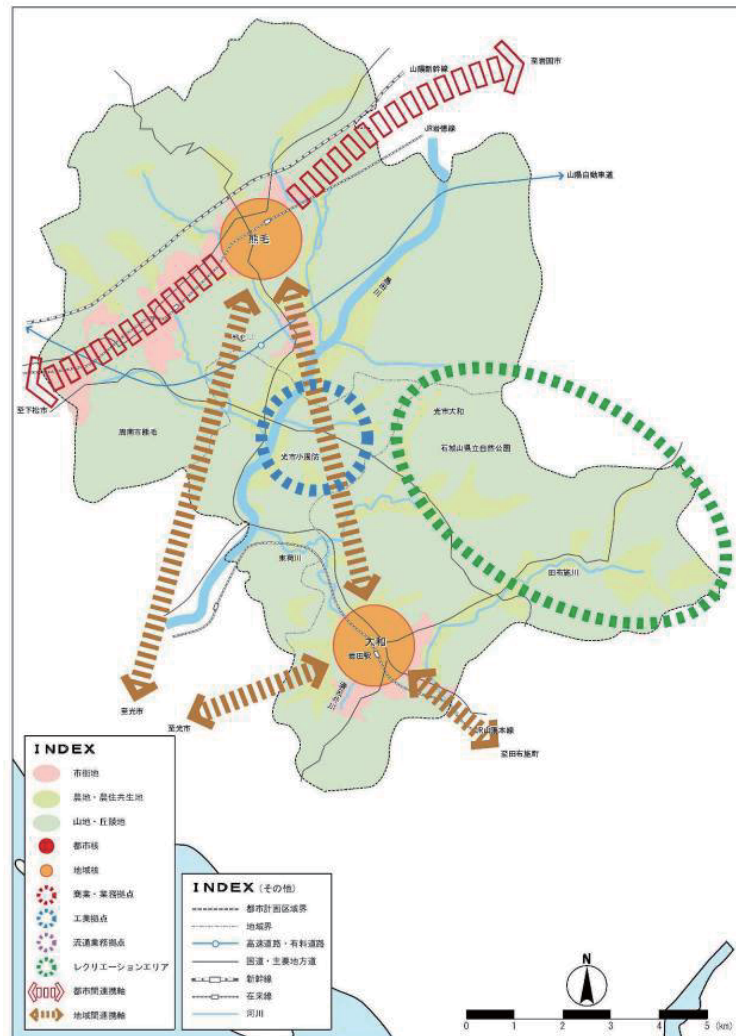 至岩国市
山陽新幹線
JR岩徳線
山陽自動車道
熊毛
島田川
至下松市
周南市熊毛
光市大和
石城山県立自然公園
光市小周防
東荷川
田布施川
大和
岩田駅
至光市
至光市
JR山陽本線
至田布施町
INDEX
市街地
農地・農住共生地
山地・丘陵地
都市核
地域核
商業・業務拠点
工業拠点
流通業務拠点
レクリエーションエリア
都市間連携軸
地域間連携軸
INDEX (その他)
都市計画区域界
地域界
高速道路・有料道路
国道・主要地方道
新幹線
在来線
河川
N
0 1 2 3 4 5 (km)